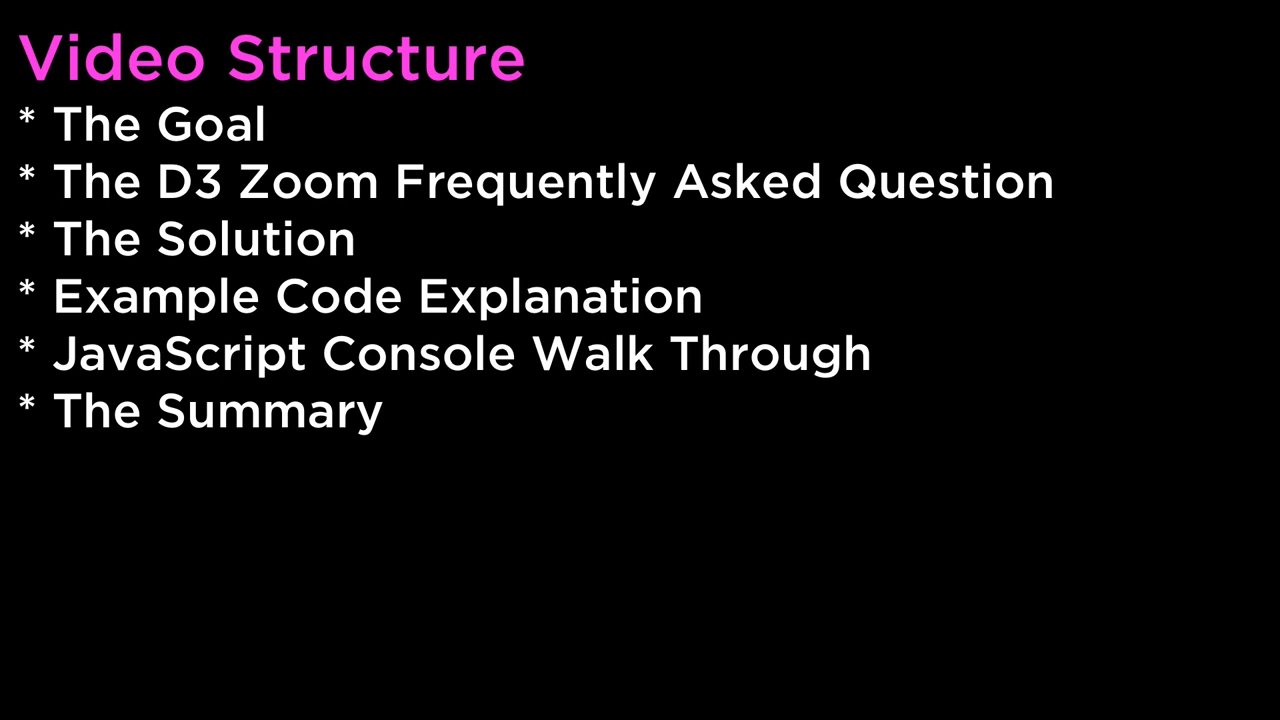 Video Structure
* The Goal
* The D3 Zoom Frequently Asked Question
* The Solution
* Example Code Explanation
* JavaScript Console Walk Through
* The Summary